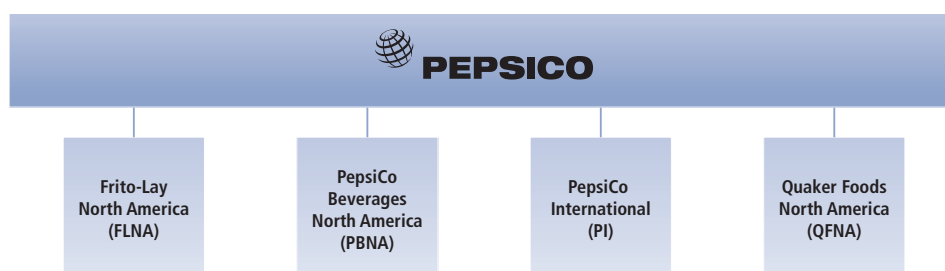 PEPSICO
Frito-Lay
North America
(FLNA)
PepsiCo
Beverages
North America
(PBNA)
PepsiCo
International
(PI)
Quaker Foods
North America
(QFNA)